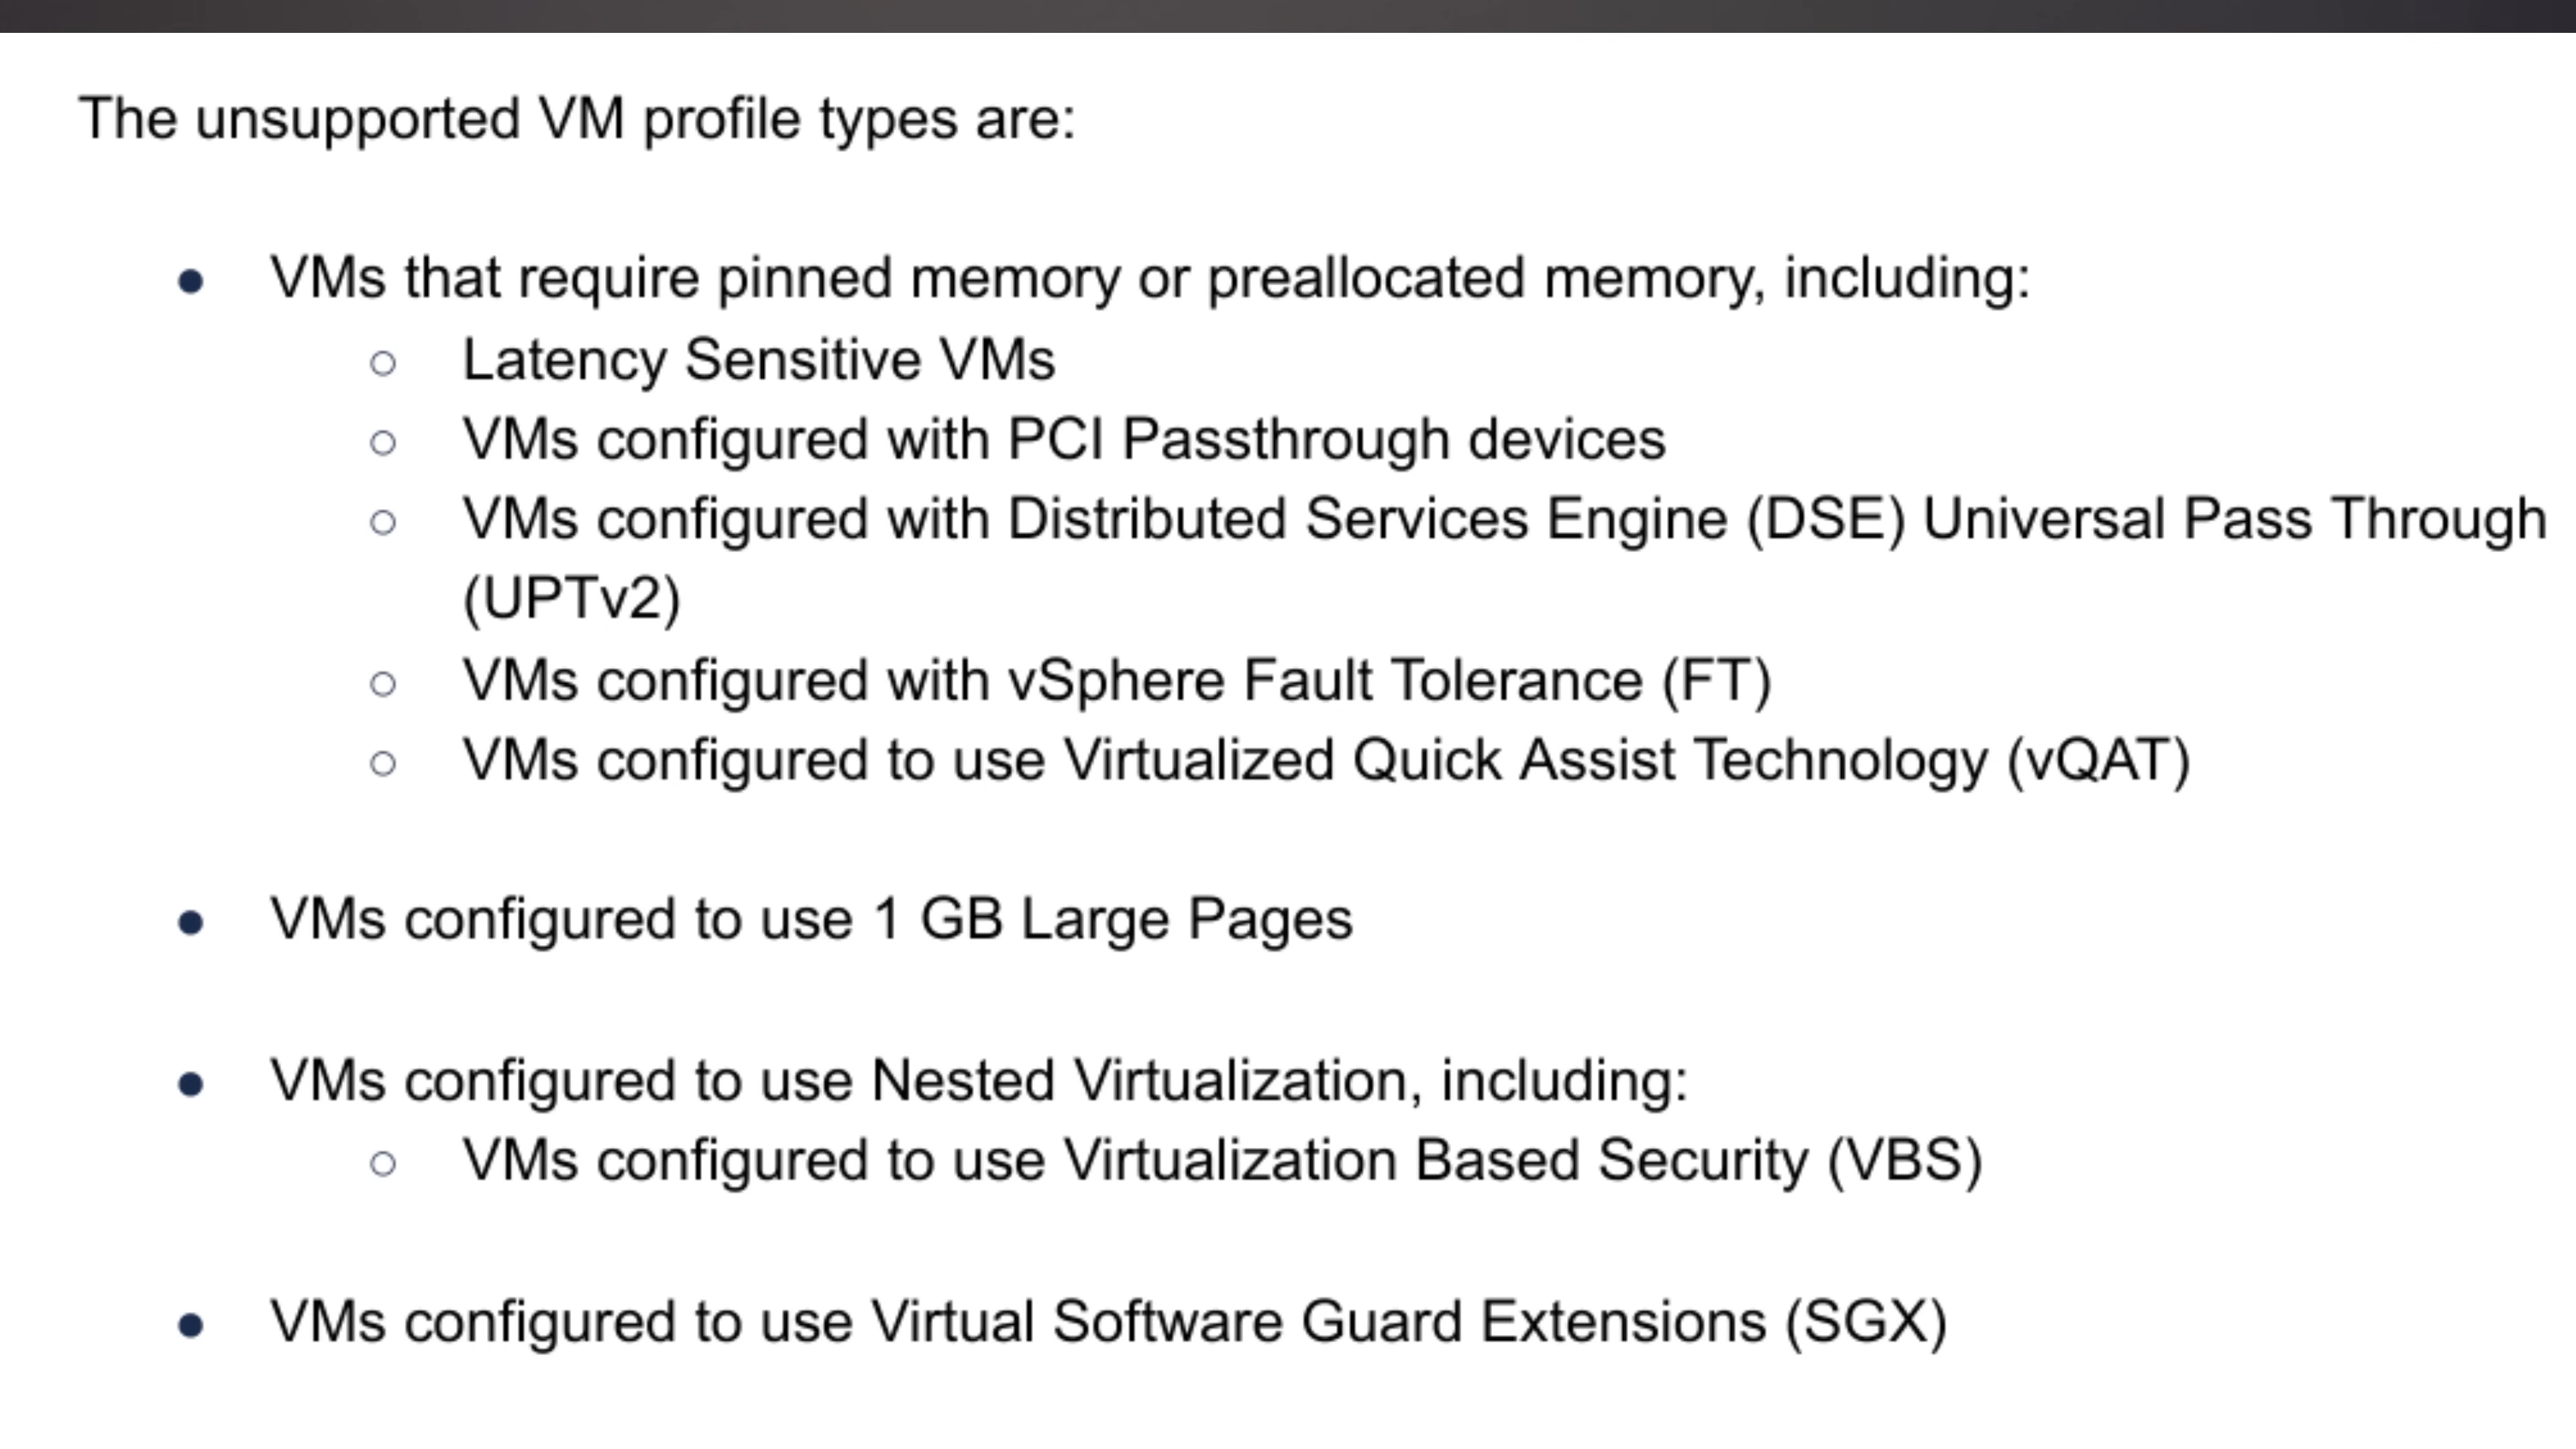 The unsupported VM profile types are:
● VMs that require pinned memory or preallocated memory, including:
○ Latency Sensitive VMs
○ VMs configured with PCI Passthrough devices
○ VMs configured with Distributed Services Engine (DSE) Universal Pass Through
(UPTv2)
○ VMs configured with vSphere Fault Tolerance (FT)
○ VMs configured to use Virtualized Quick Assist Technology (vQAT)
● VMs configured to use 1 GB Large Pages
● VMs configured to use Nested Virtualization, including:
○ VMs configured to use Virtualization Based Security (VBS)
● VMs configured to use Virtual Software Guard Extensions (SGX)